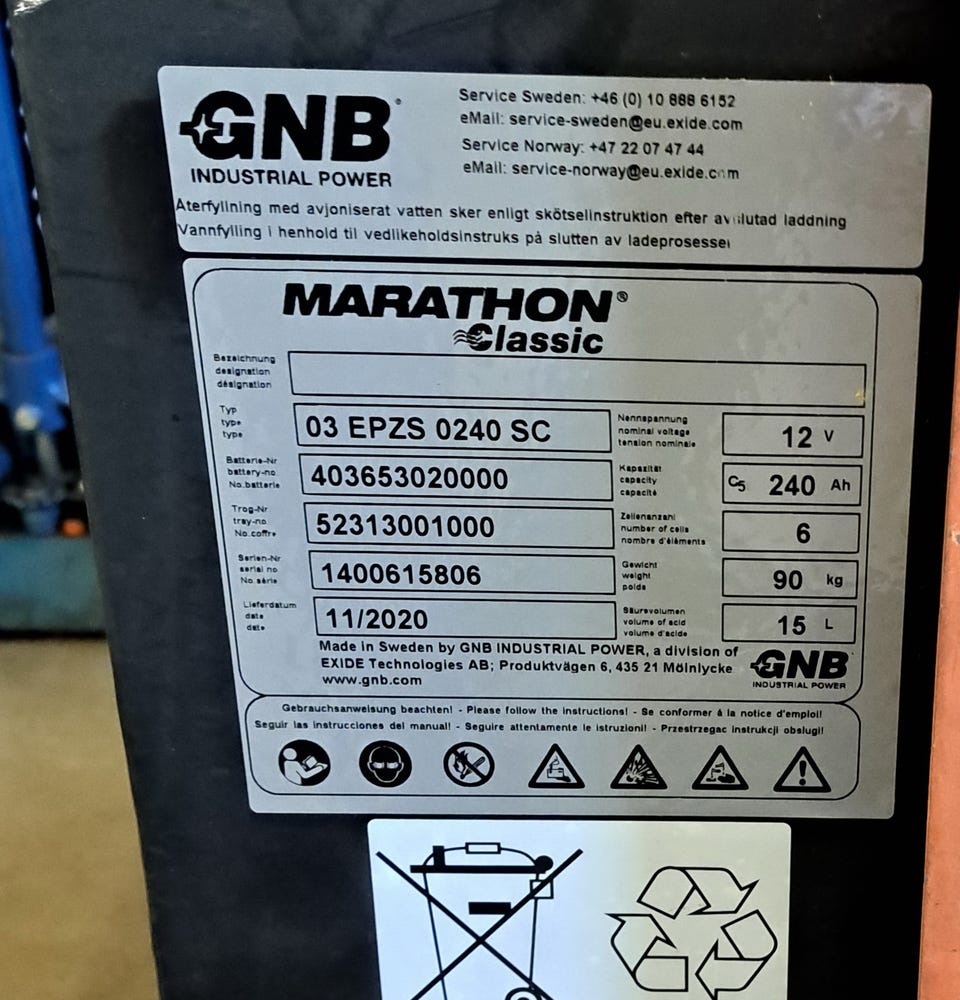 GNB®
INDUSTRIAL POWER
Service Sweden: +46 (0) 10 888 6152
eMail: service-sweden@eu.exide.com
Service Norway: +47 22 07 47 44
eMail: service-norway@eu.exide.com
Återfyllning med avjoniserat vatten sker enligt skötselinstruktion efter avslutad laddning
Vannfylling i henhold til vedlikeholdsinstruks på slutten av ladeprosessen
MARATHON®
Classic
Bezeichnung
designation
désignation
Typ
type
type
03 EPZS 0240 SC
Nennspannung
nominal voltage
tension nominale
12 V
Batterie-Nr
battery-no
No.batterie
403653020000
Kapazität
capacity
capacité
C5 240 Ah
Trog-Nr
tray-no
No.coffre
52313001000
Zellenanzahl
number of cells
nombre d'éléments
6
Serien-Nr
serial no
No.série
1400615806
Gewicht
weight
poids
90 kg
Lieferdatum
date
date
11/2020
Säurevolumen
volume of acid
volume d'acide
15 L
Made in Sweden by GNB INDUSTRIAL POWER, a division of
EXIDE Technologies AB; Produktvägen 6, 435 21 Mölnlycke
www.gnb.com
GNB
INDUSTRIAL POWER
Gebrauchsanweisung beachten! - Please follow the instructions! - Se conformer à la notice d'emploi!
Seguir las instrucciones del manual! - Seguire attentamente le istruzioni! - Przestrzegac instrukcji obslugi!